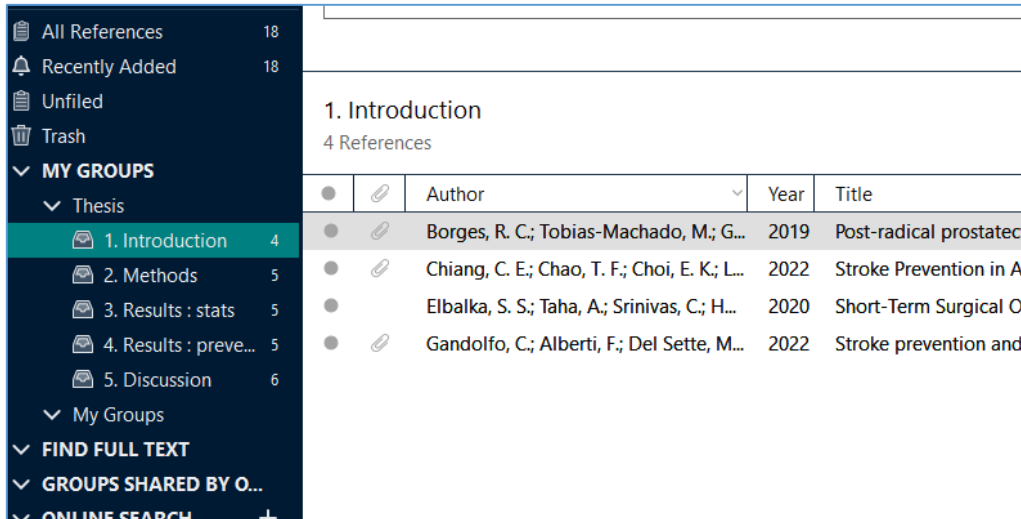 All References 18
Recently Added 18
Unfiled
Trash
MY GROUPS
Thesis
1. Introduction 4
2. Methods 5
3. Results : stats 5
4. Results : preve... 5
5. Discussion 6
My Groups
FIND FULL TEXT
GROUPS SHARED BY O...
ONLINE SEARCH +
1. Introduction
4 References
Author Year Title
Borges, R. C.; Tobias-Machado, M.; G... 2019 Post-radical prostatec
Chiang, C. E.; Chao, T. F.; Choi, E. K.; L... 2022 Stroke Prevention in A
Elbalka, S. S.; Taha, A.; Srinivas, C.; H... 2020 Short-Term Surgical O
Gandolfo, C.; Alberti, F.; Del Sette, M... 2022 Stroke prevention and